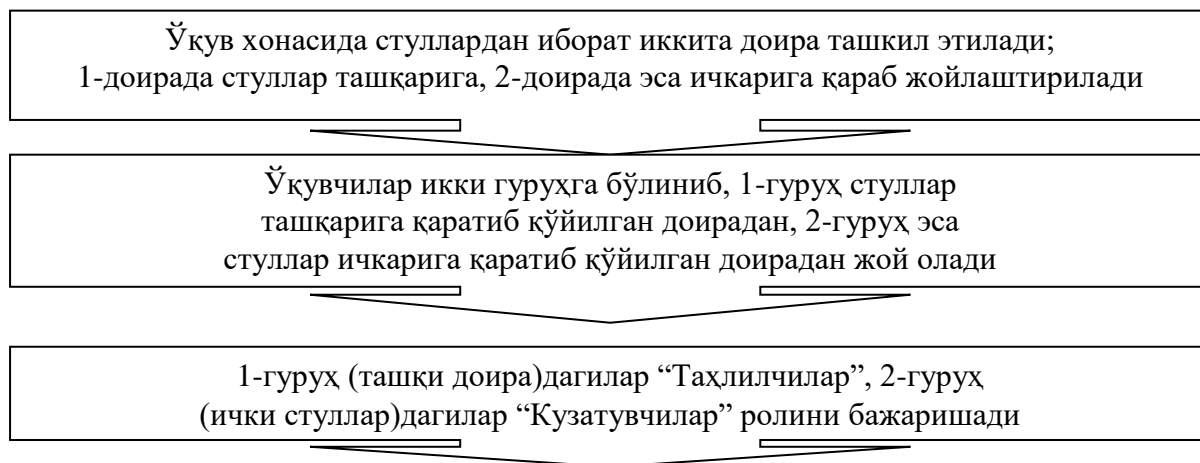 Ўқув хонасида стуллардан иборат иккита доира ташкил этилади;
1-доирада стуллар ташқарига, 2-доирада эса ичкарига қараб жойлаштирилади
Ўқувчилар икки гуруҳга бўлиниб, 1-гуруҳ стуллар
ташқарига қаратиб қўйилган доирадан, 2-гуруҳ эса
стуллар ичкарига қаратиб қўйилган доирадан жой олади
1-гуруҳ (ташқи доира)дагилар “Таҳлилчилар”, 2-гуруҳ
(ички стуллар)дагилар “Кузатувчилар” ролини бажаришади